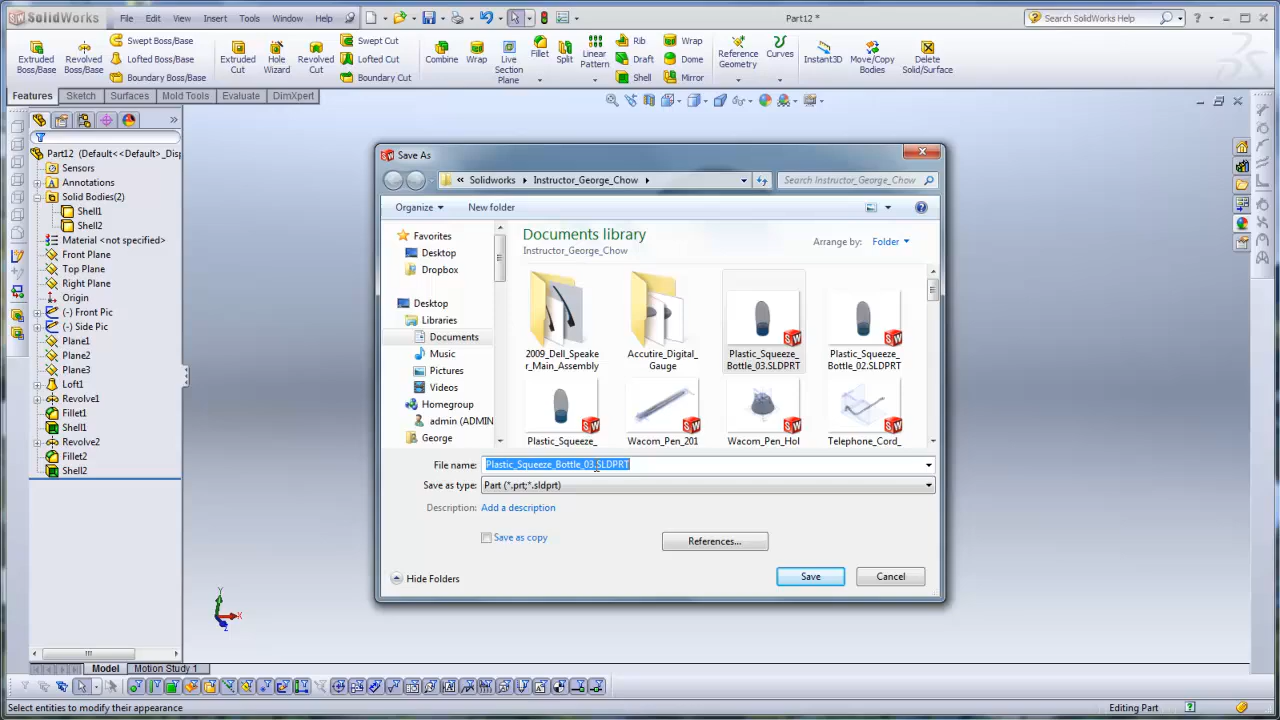 SolidWorks
File Edit View Insert Tools Window Help
Part12 *
Search SolidWorks Help
Extruded Boss/Base
Revolved Boss/Base
Swept Boss/Base
Lofted Boss/Base
Boundary Boss/Base
Extruded Cut
Hole Wizard
Revolved Cut
Swept Cut
Lofted Cut
Boundary Cut
Combine
Wrap
Live Section Plane
Fillet
Split
Linear Pattern
Rib
Draft
Shell
Wrap
Dome
Mirror
Reference Geometry
Curves
Instant3D
Move/Copy Bodies
Delete Solid/Surface
Features Sketch Surfaces Mold Tools Evaluate DimXpert
Part12 (Default<<Default>_Disp
Sensors
Annotations
Solid Bodies(2)
Shell1
Shell2
Material <not specified>
Front Plane
Top Plane
Right Plane
Origin
(-) Front Pic
(-) Side Pic
Plane1
Plane2
Plane3
Loft1
Revolve1
Fillet1
Shell1
Revolve2
Fillet2
Shell2
Save As
« Solidworks Instructor_George_Chow
Search Instructor_George_Chow
Organize New folder
Favorites
Desktop
Dropbox
Desktop
Libraries
Documents
Music
Pictures
Videos
Homegroup
admin (ADMIN
George
Documents library
Instructor_George_Chow
Arrange by: Folder
2009_Dell_Speaker_Main_Assembly
Accutire_Digital_Gauge
Plastic_Squeeze_Bottle_03.SLDPRT
Plastic_Squeeze_Bottle_02.SLDPRT
Plastic_Squeeze_
Wacom_Pen_201
Wacom_Pen_Hol
Telephone_Cord_
File name: Plastic_Squeeze_Bottle_03.SLDPRT
Save as type: Part (*.prt;*.sldprt)
Description: Add a description
Save as copy
References...
Hide Folders
Save
Cancel
Y
X
Z
Model Motion Study 1
Select entities to modify their appearance
Editing Part